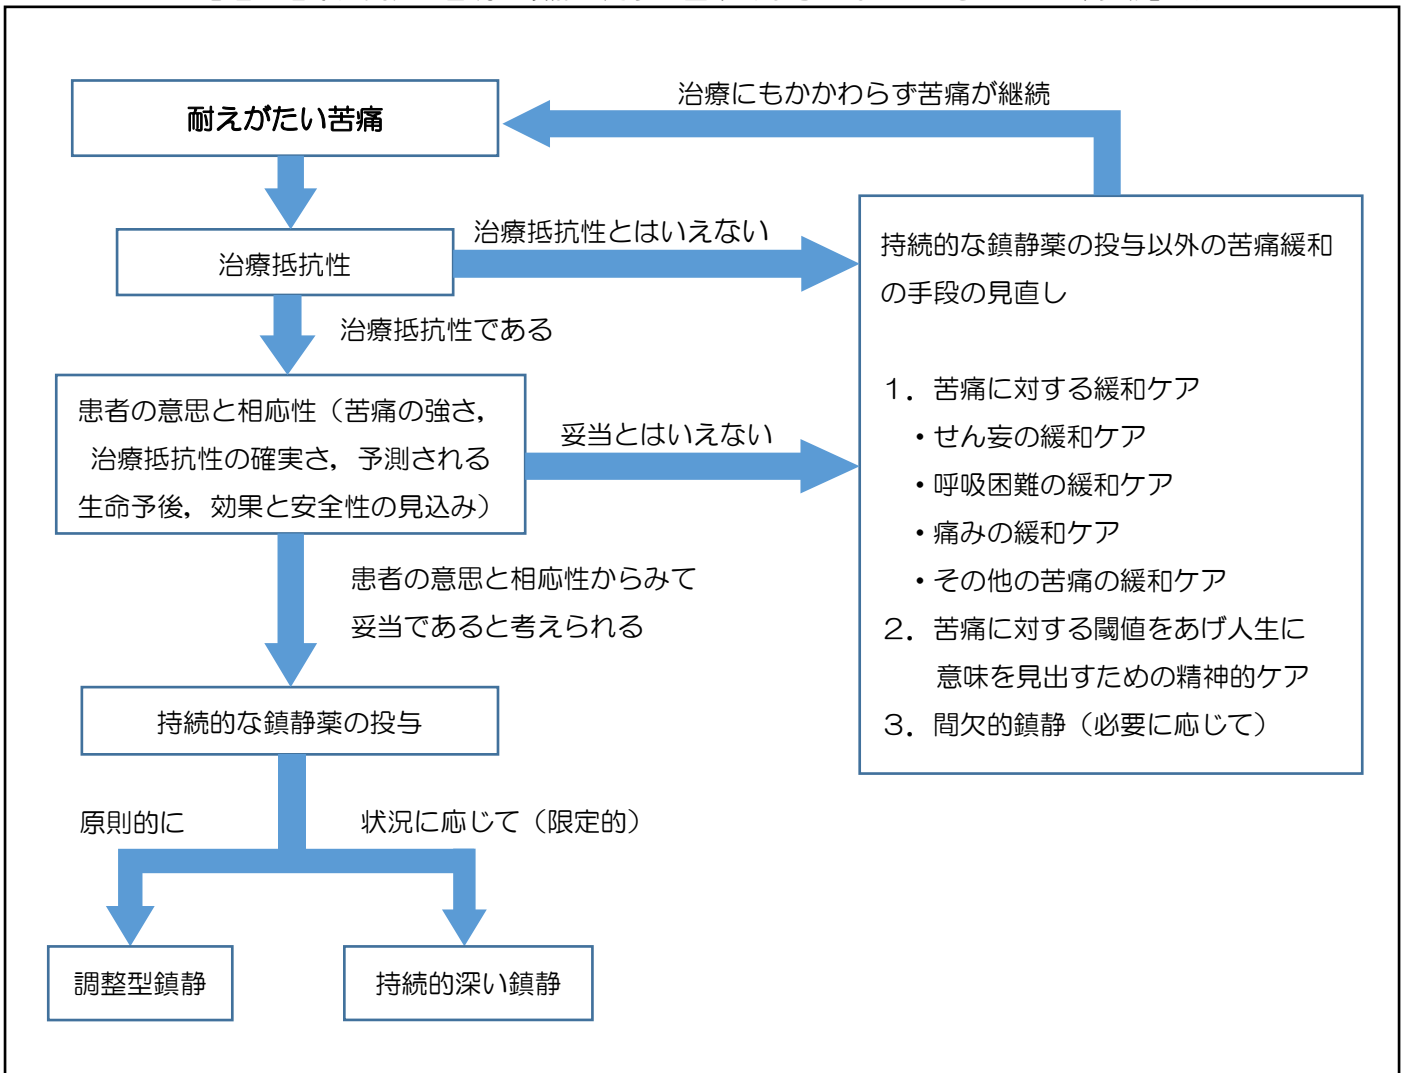 耐えがたい苦痛
治療にもかかわらず苦痛が継続
治療抵抗性
治療抵抗性とはいえない
治療抵抗性である
患者の意思と相応性（苦痛の強さ，
治療抵抗性の確実さ，予測される
生命予後，効果と安全性の見込み）
妥当とはいえない
患者の意思と相応性からみて
妥当であると考えられる
持続的な鎮静薬の投与
原則的に
状況に応じて（限定的）
調整型鎮静
持続的深い鎮静
持続的な鎮静薬の投与以外の苦痛緩和
の手段の見直し
１．苦痛に対する緩和ケア
・せん妄の緩和ケア
・呼吸困難の緩和ケア
・痛みの緩和ケア
・その他の苦痛の緩和ケア
２．苦痛に対する閾値をあげ人生に
意味を見出すための精神的ケア
３．間欠的鎮静（必要に応じて）